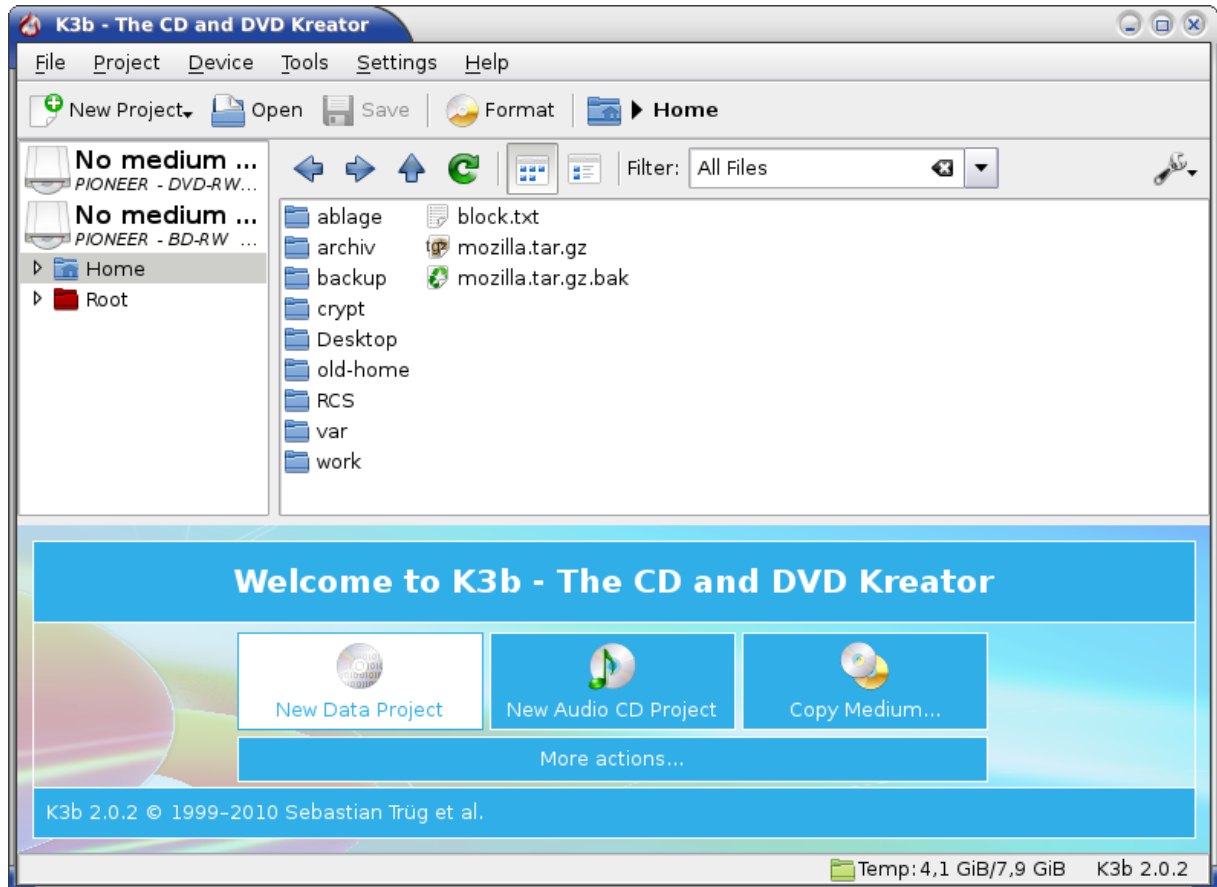 K3b - The CD and DVD Kreator
File Project Device Tools Settings Help
New Project Open Save Format Home
No medium ...
PIONEER - DVD-RW...
No medium ...
PIONEER - BD-RW ...
Home
Root
Filter: All Files
ablage
archiv
backup
crypt
Desktop
old-home
RCS
var
work
block.txt
mozilla.tar.gz
mozilla.tar.gz.bak
Welcome to K3b - The CD and DVD Kreator
New Data Project
New Audio CD Project
Copy Medium...
More actions...
K3b 2.0.2 © 1999–2010 Sebastian Trüg et al.
Temp: 4,1 GiB/7,9 GiB K3b 2.0.2